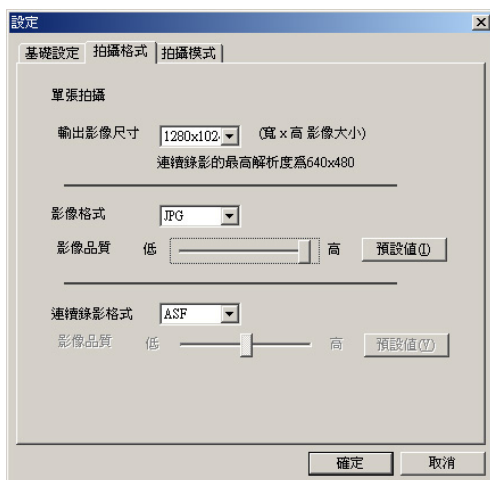 設定
基礎設定 拍攝格式 拍攝模式
單張拍攝
輸出影像尺寸 1280x102 (寬 x 高 影像大小)
連續錄影的最高解析度爲640x480
影像格式 JPG
影像品質 低 高 預設值(I)
連續錄影格式 ASF
影像品質 低 高 預設值(V)
確定 取消